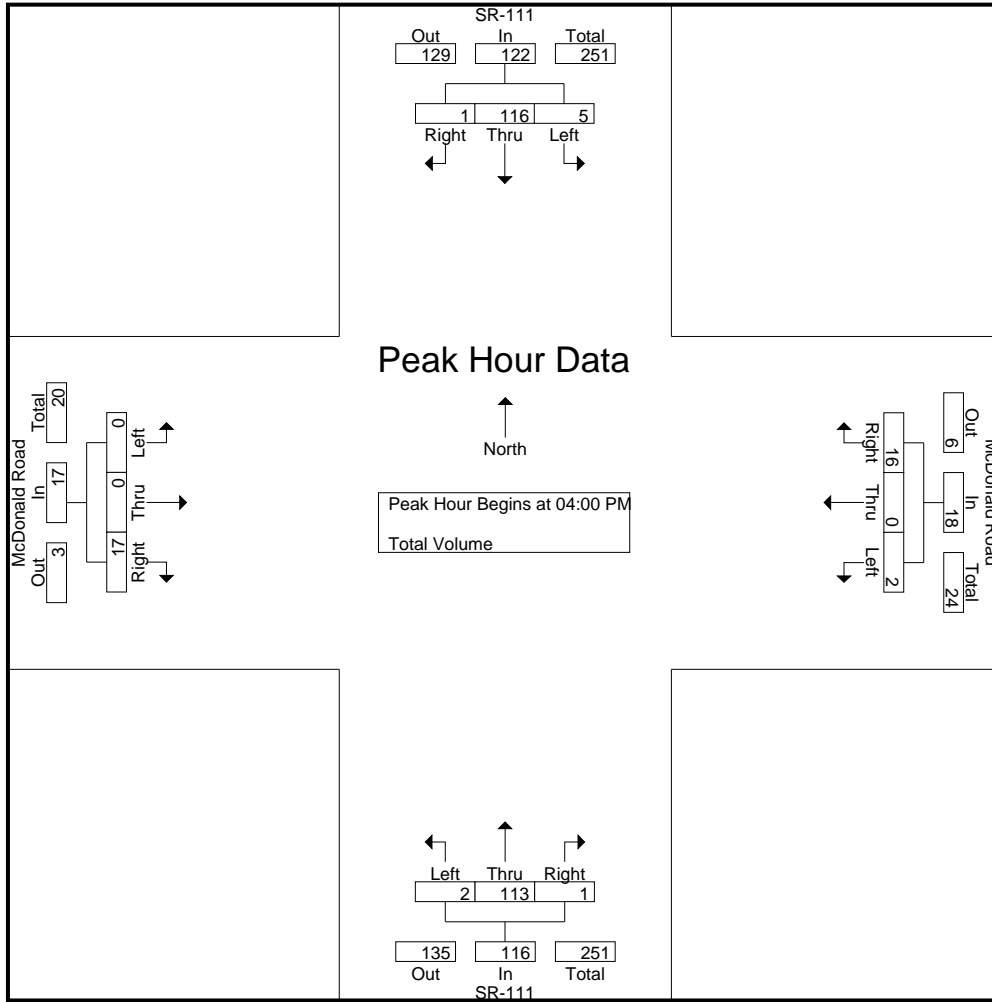 SR-111
Out In Total
129 122 251
1 116 5
Right Thru Left
Peak Hour Data
North
Peak Hour Begins at 04:00 PM
Total Volume
McDonald Road
Total In Out
20 17 3
0 0 17
Left Thru Right
Right Thru Left
16 0 2
6 18 24
Out In Total
McDonald Road
Left Thru Right
2 113 1
135 116 251
Out In Total
SR-111